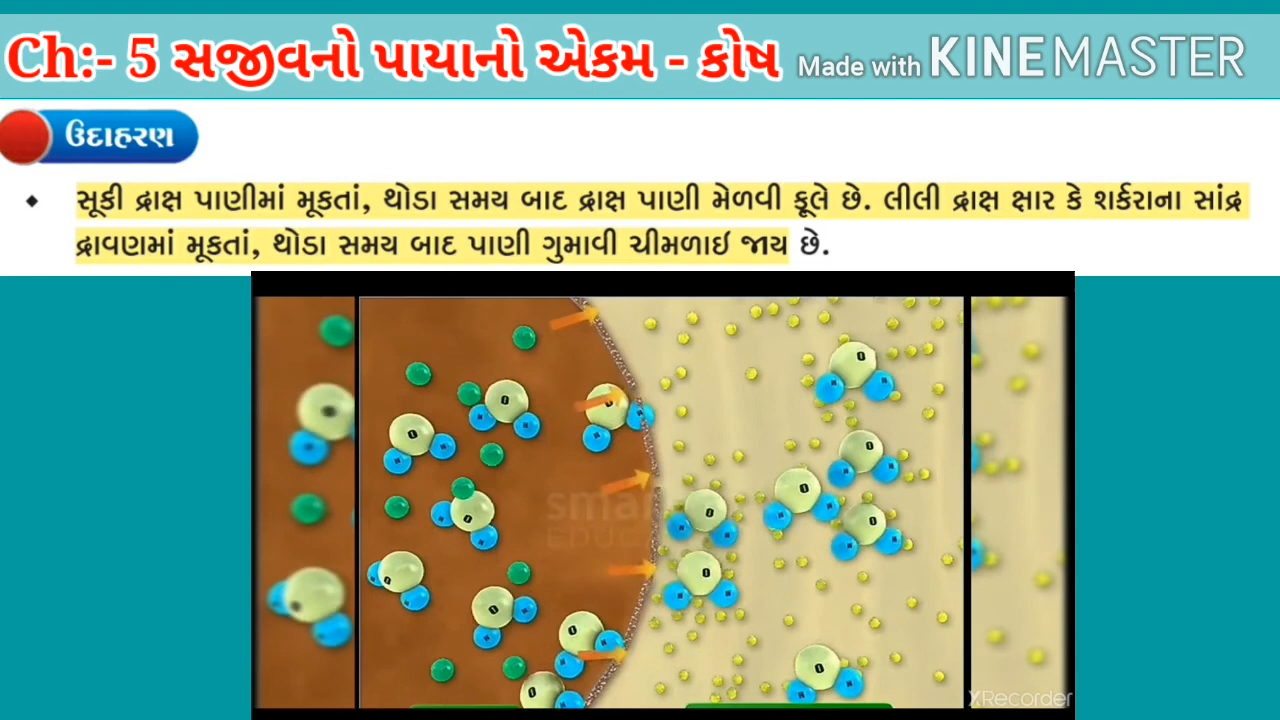 Ch:- 5 સજીવનો પાયાનો એકમ - કોષ Made with KINEMASTER
ઉદાહરણ
સૂકી દ્રાક્ષ પાણીમાં મૂકતાં, થોડા સમય બાદ દ્રાક્ષ પાણી મેળવી ફૂલે છે. લીલી દ્રાક્ષ ક્ષાર કે શર્કરાના સાંદ્ર
દ્રાવણમાં મૂકતાં, થોડા સમય બાદ પાણી ગુમાવી ચીમળાઇ જાય છે.
XRecorder